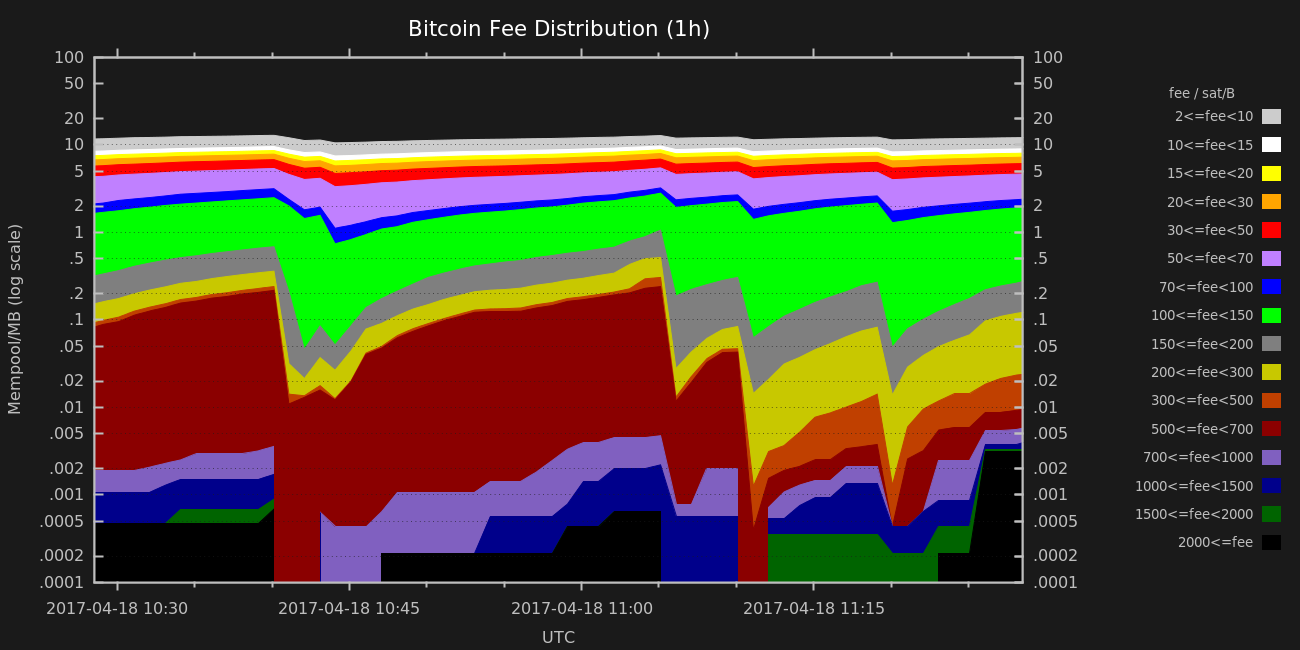 Bitcoin Fee Distribution (1h)
100
50
20
10
5
2
1
.5
.2
.1
.05
.02
.01
.005
.002
.001
.0005
.0002
.0001
Mempool/MB (log scale)
100
50
20
10
5
2
1
.5
.2
.1
.05
.02
.01
.005
.002
.001
.0005
.0002
.0001
2017-04-18 10:30
2017-04-18 10:45
2017-04-18 11:00
2017-04-18 11:15
UTC
fee / sat/B
2<=fee<10
10<=fee<15
15<=fee<20
20<=fee<30
30<=fee<50
50<=fee<70
70<=fee<100
100<=fee<150
150<=fee<200
200<=fee<300
300<=fee<500
500<=fee<700
700<=fee<1000
1000<=fee<1500
1500<=fee<2000
2000<=fee